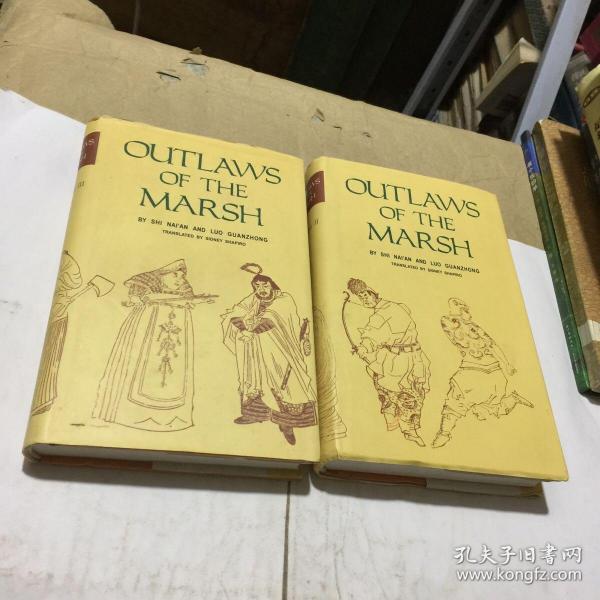 OUTLAWS
OF THE
MARSH
BY SHI NAI'AN AND LUO GUANZHONG
TRANSLATED BY SIDNEY SHAPIRO
III
OUTLAWS
OF THE
MARSH
BY SHI NAI'AN AND LUO GUANZHONG
TRANSLATED BY SIDNEY SHAPIRO
孔夫子旧书网
www.kongfz.com